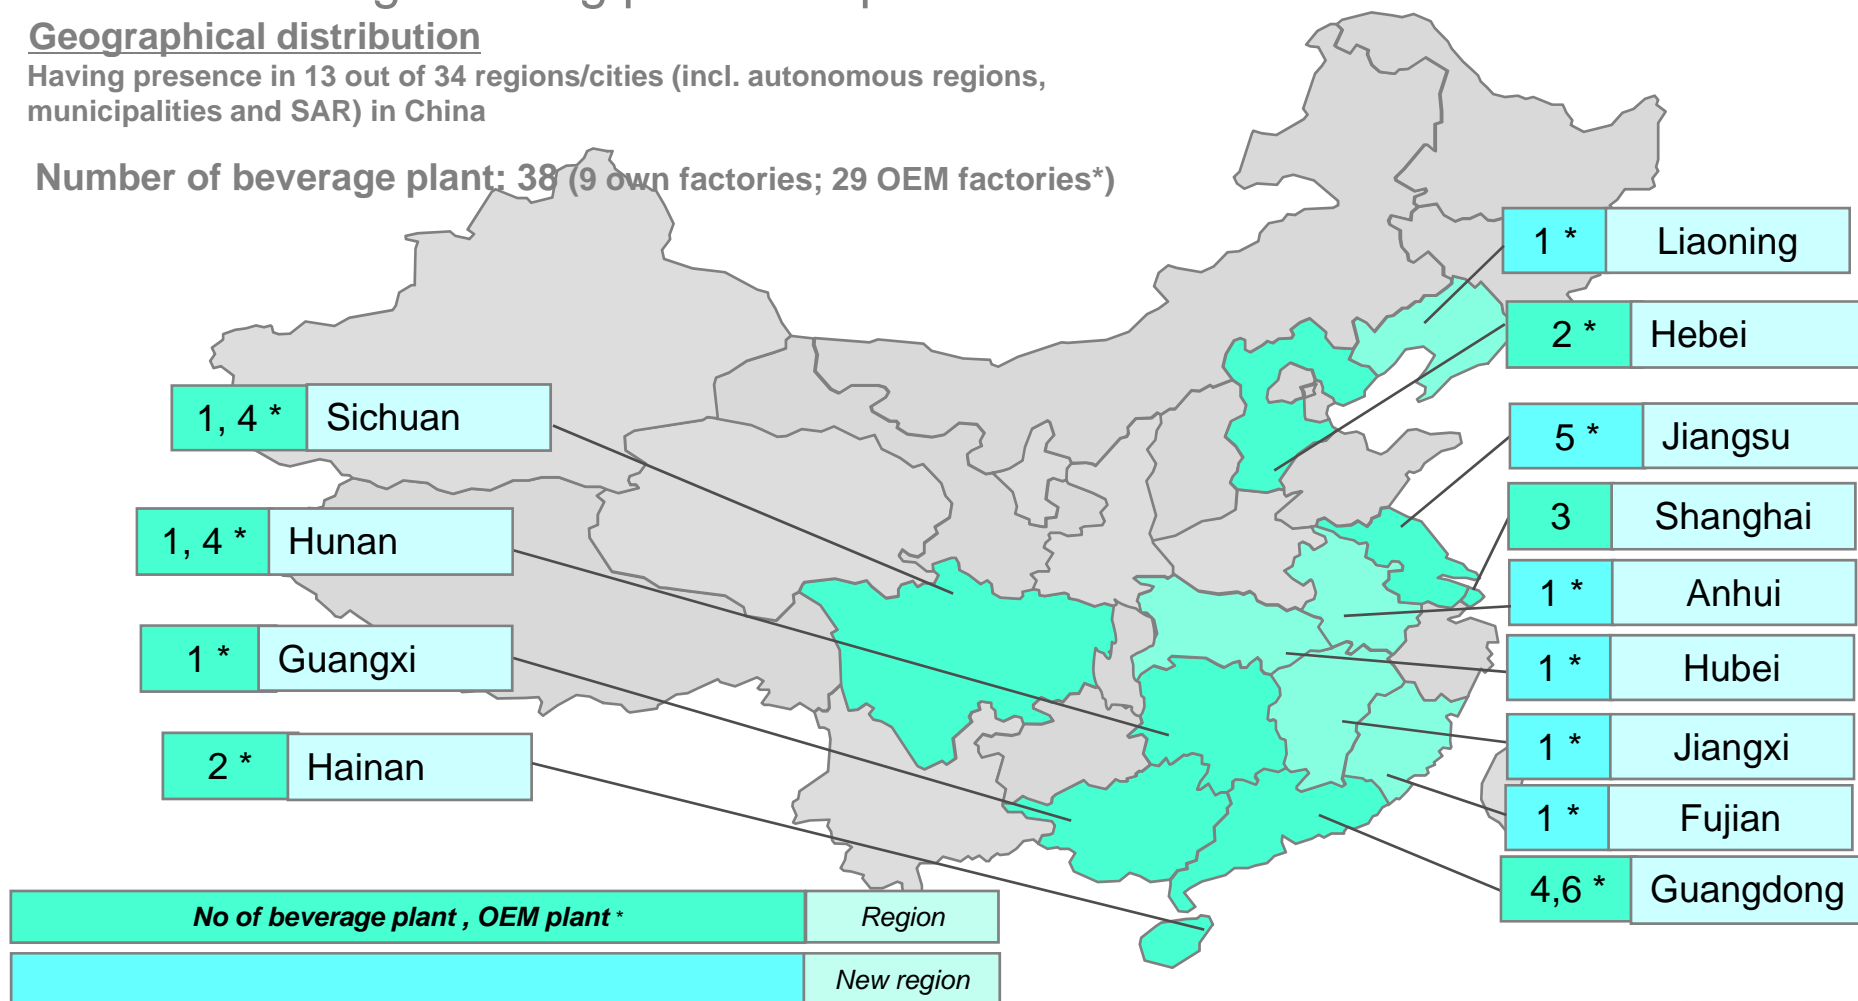 Geographical distribution
Having presence in 13 out of 34 regions/cities (incl. autonomous regions,
municipalities and SAR) in China
Number of beverage plant: 38 (9 own factories; 29 OEM factories*)
1 * Liaoning
2 * Hebei
1, 4 * Sichuan
5 * Jiangsu
3 Shanghai
1, 4 * Hunan
1 * Anhui
1 * Guangxi
1 * Hubei
2 * Hainan
1 * Jiangxi
1 * Fujian
4,6 * Guangdong
No of beverage plant , OEM plant * Region
New region